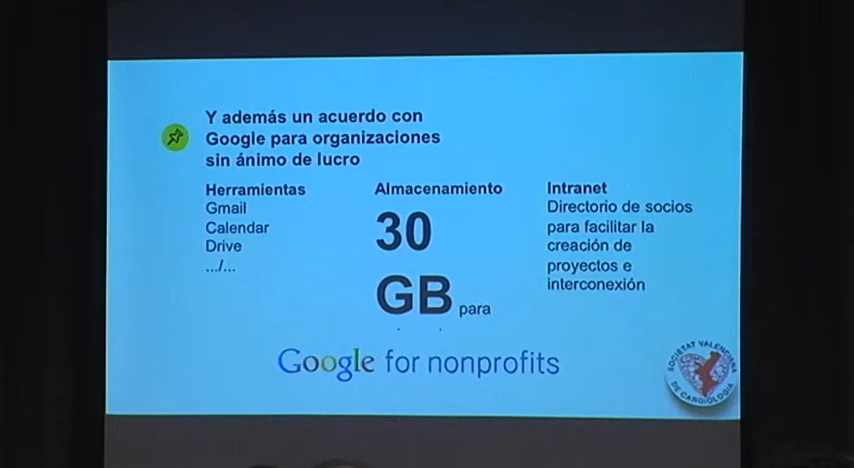 Y además un acuerdo con
Google para organizaciones
sin ánimo de lucro
Herramientas
Gmail
Calendar
Drive
.../...
Almacenamiento
30
GB para
Intranet
Directorio de socios
para facilitar la
creación de
proyectos e
interconexión
Google for nonprofits
SOCIETAT VALENCIANA
DE CARDIOLOGIA